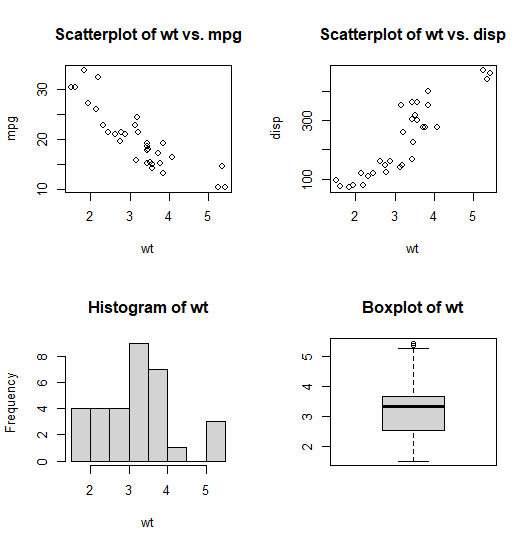 Scatterplot of wt vs. mpg
mpg
30
20
10
2 3 4 5
wt
Scatterplot of wt vs. disp
disp
300
100
2 3 4 5
wt
Histogram of wt
Frequency
8
6
4
2
0
2 3 4 5
wt
Boxplot of wt
5
4
3
2